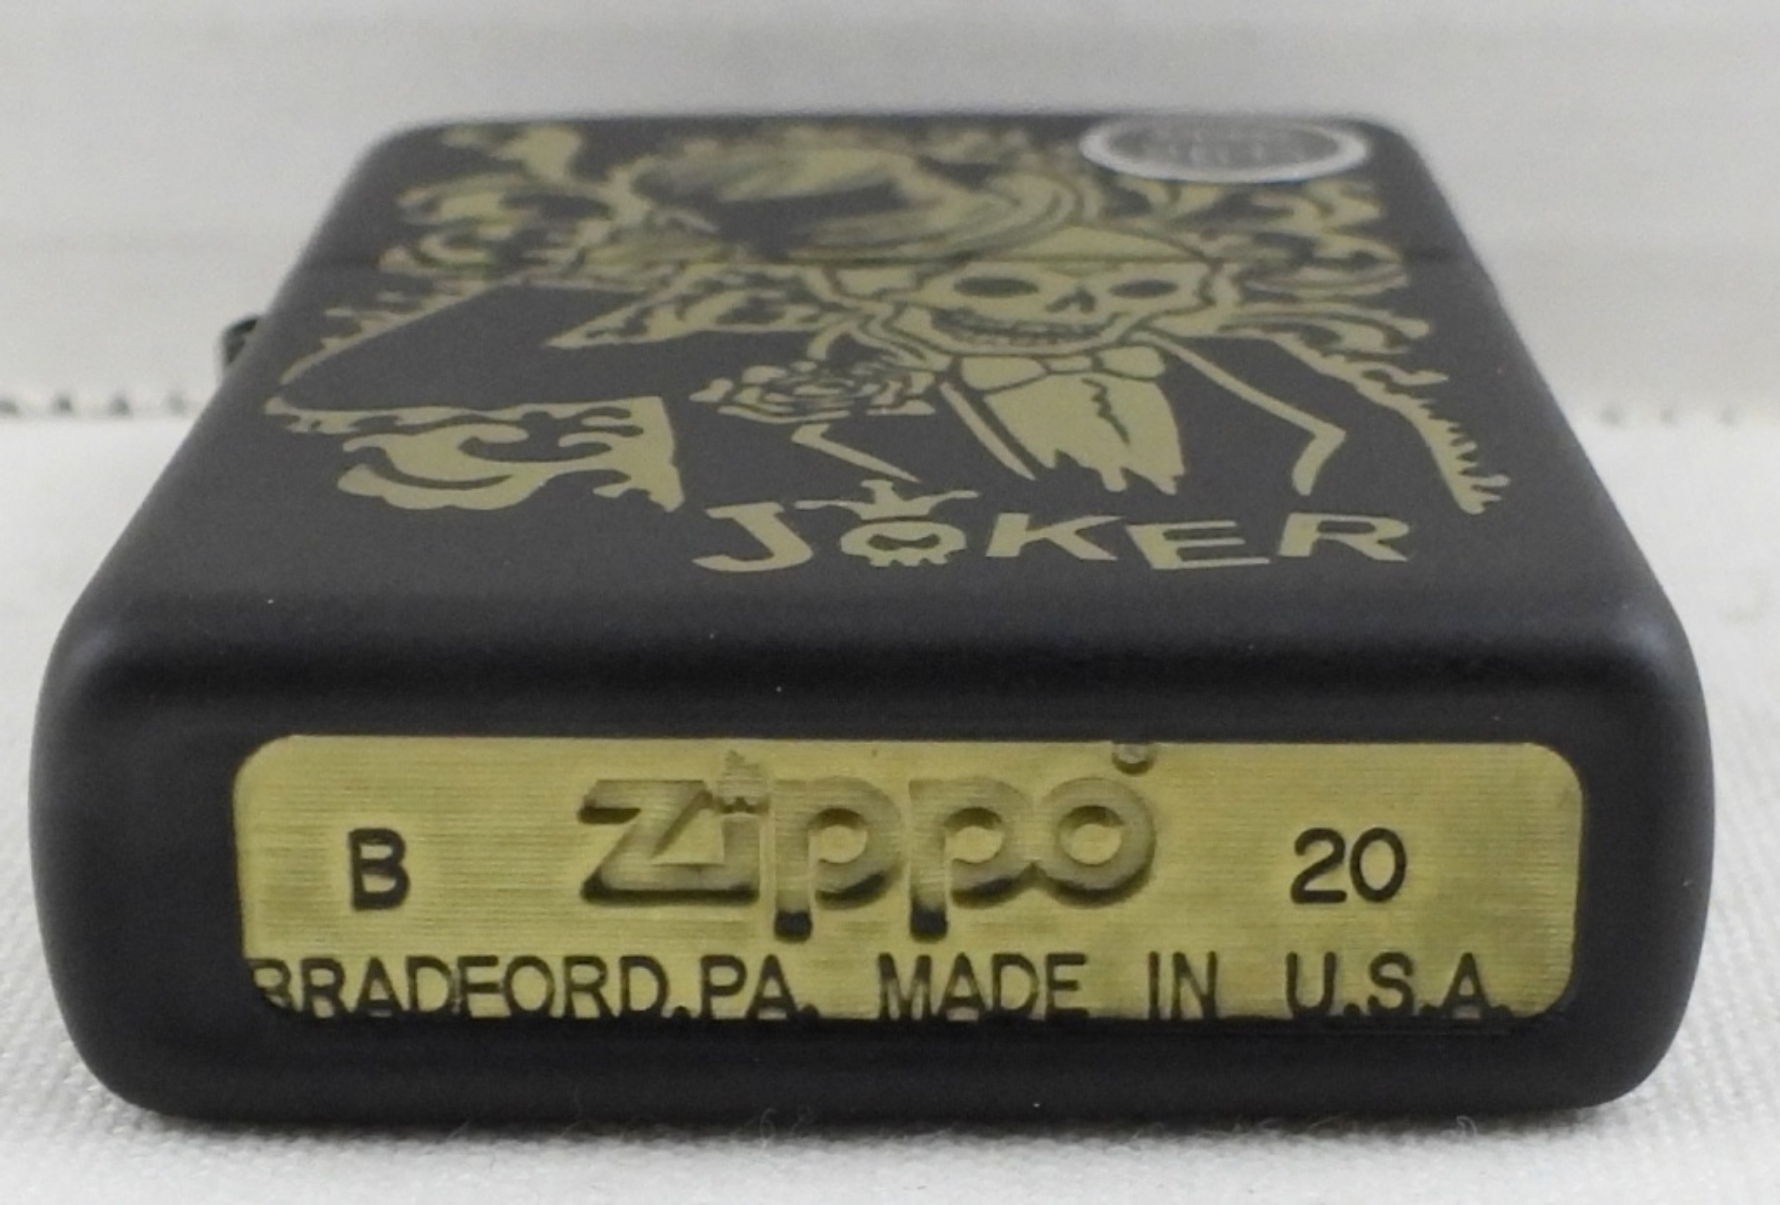 JOKER
B Zippo 20
BRADFORD.PA. MADE IN U.S.A.